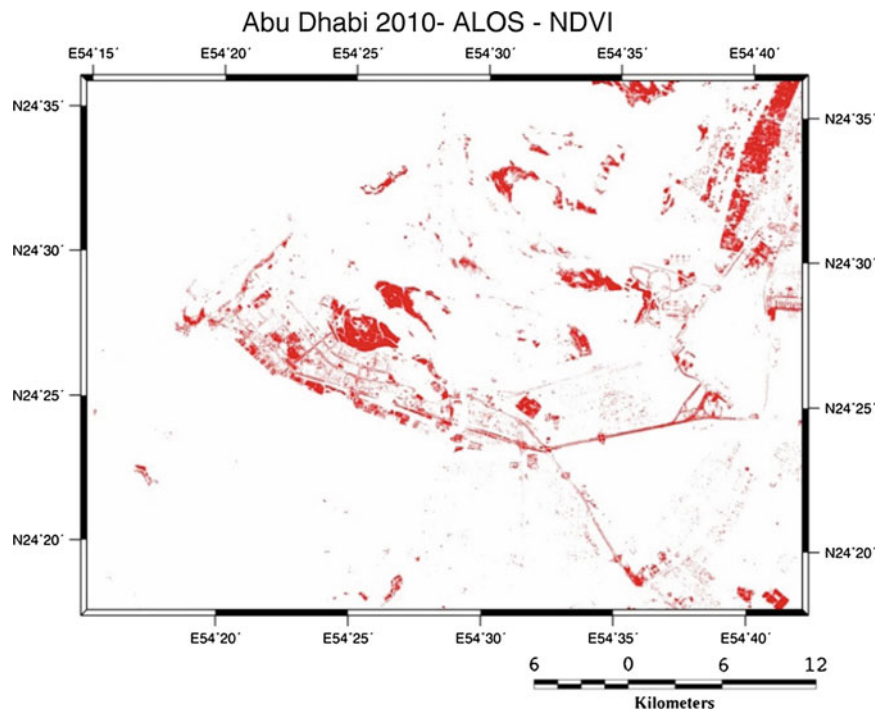 Abu Dhabi 2010- ALOS - NDVI
E54˚15´ E54˚20´ E54˚25´ E54˚30´ E54˚35´ E54˚40´
N24˚35´ N24˚35´
N24˚30´ N24˚30´
N24˚25´ N24˚25´
N24˚20´ N24˚20´
E54˚20´ E54˚25´ E54˚30´ E54˚35´ E54˚40´
6 0 6 12
Kilometers